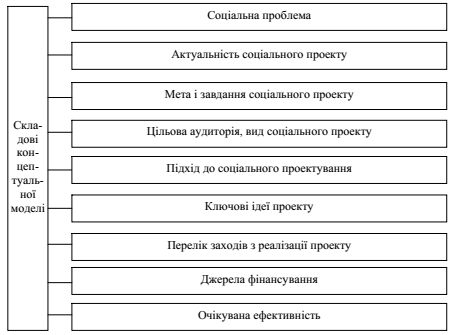 Скла-
дові
кон-
цеп-
туаль-
ної
моделі
Соціальна проблема
Актуальність соціального проекту
Мета і завдання соціального проекту
Цільова аудиторія, вид соціального проекту
Підхід до соціального проектування
Ключові ідеї проекту
Перелік заходів з реалізації проекту
Джерела фінансування
Очікувана ефективність